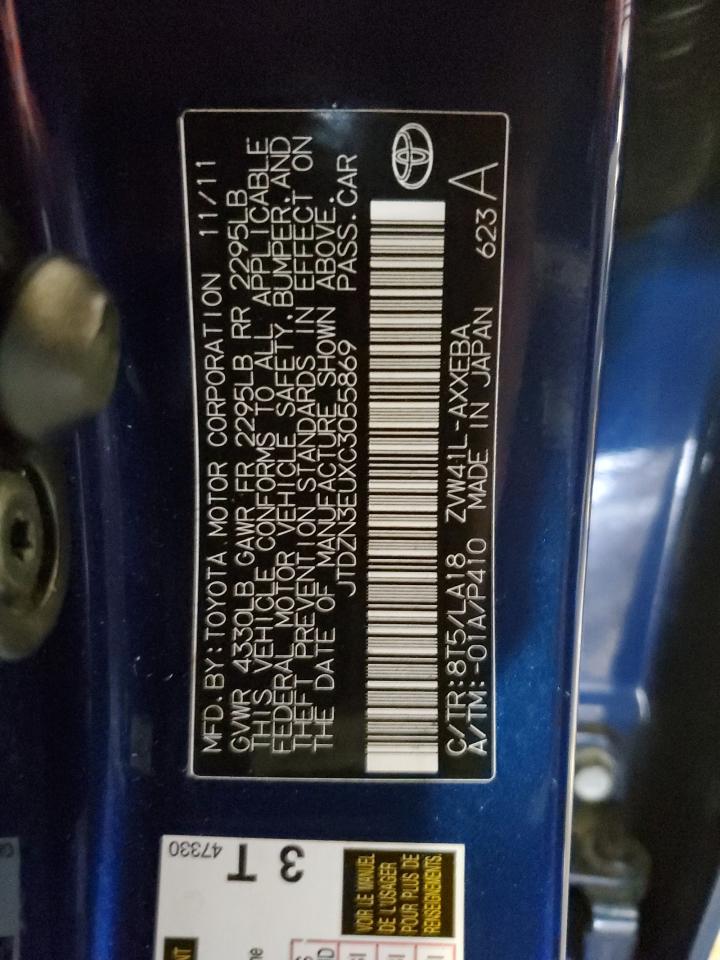 MFD.BY:TOYOTA MOTOR CORPORATION 11/11
GVWR 4330LB GAWR FR 2295LB RR 2295LB
THIS VEHICLE CONFORMS TO ALL APPLICABLE
FEDERAL MOTOR VEHICLE SAFETY,BUMPER,AND
THEFT PREVENTION STANDARDS IN EFFECT ON
THE DATE OF MANUFACTURE SHOWN ABOVE.
JTDZN3EUXC3055869 PASS.CAR
C/TR:8T5/LA18 ZVW41L-AXXEBA
A/TM:-01A/P410 MADE IN JAPAN 623 A
47330
3 T
VOIR LE MANUEL
DE L'USAGER
POUR PLUS DE
RENSEIGNEMENTS.